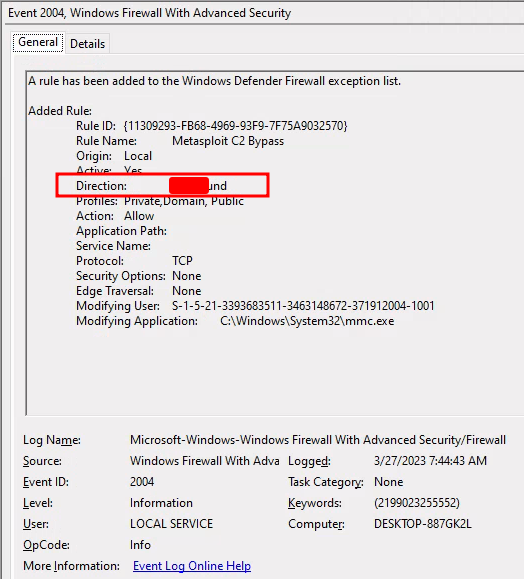 Event 2004, Windows Firewall With Advanced Security
General Details
A rule has been added to the Windows Defender Firewall exception list.
Added Rule:
Rule ID: {11309293-FB68-4969-93F9-7F75A9032570}
Rule Name: Metasploit C2 Bypass
Origin: Local
Active: Yes
Direction: und
Profiles: Private,Domain, Public
Action: Allow
Application Path:
Service Name:
Protocol: TCP
Security Options: None
Edge Traversal: None
Modifying User: S-1-5-21-3393683511-3463148672-371912004-1001
Modifying Application: C:\Windows\System32\mmc.exe
Log Name: Microsoft-Windows-Windows Firewall With Advanced Security/Firewall
Source: Windows Firewall With Adva Logged: 3/27/2023 7:44:43 AM
Event ID: 2004 Task Category: None
Level: Information Keywords: (2199023255552)
User: LOCAL SERVICE Computer: DESKTOP-887GK2L
OpCode: Info
More Information: Event Log Online Help